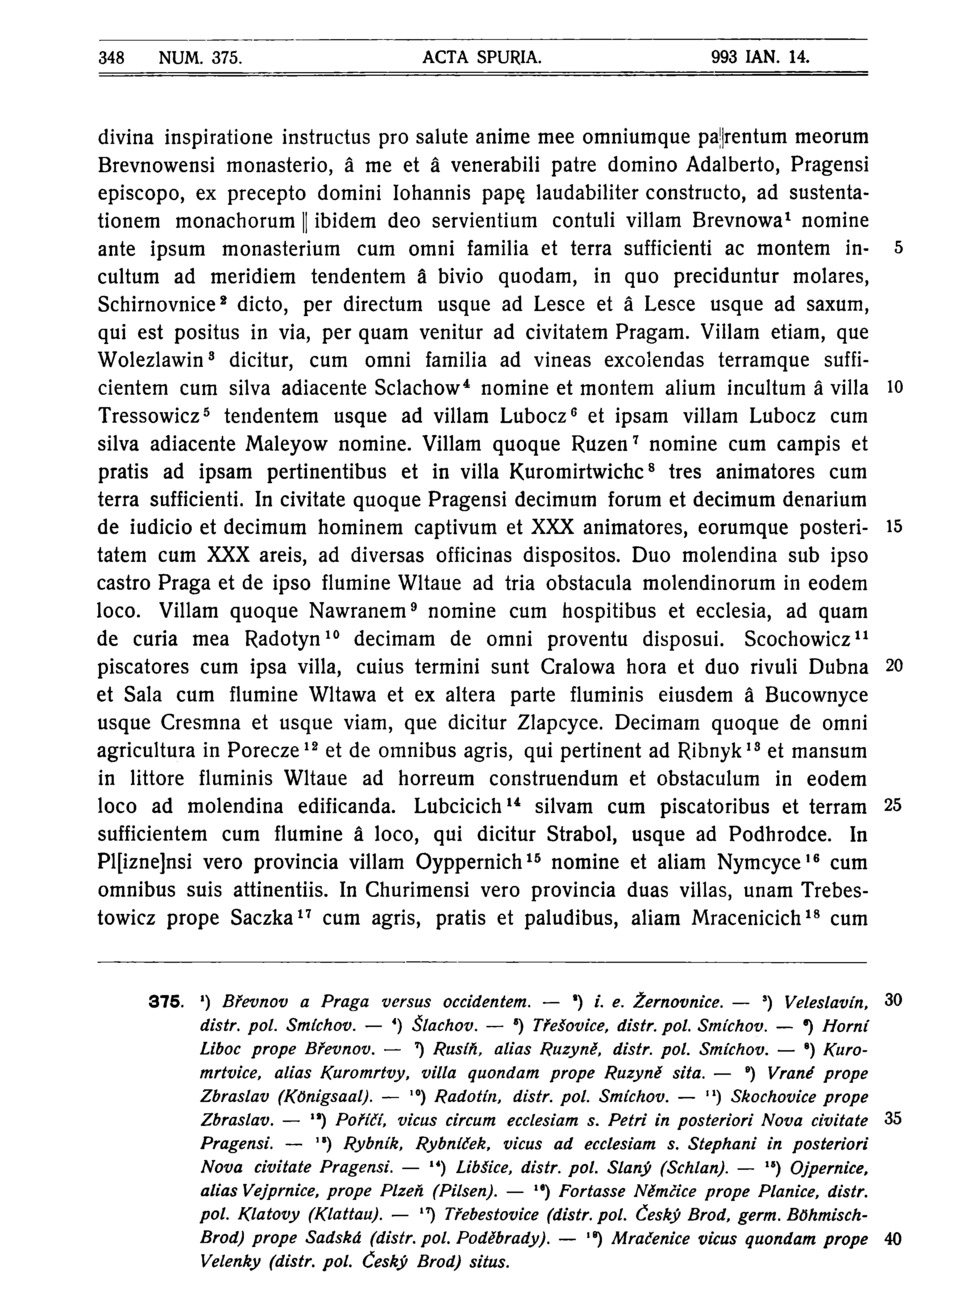 348 NUM. 375. ACTA SPURIA. 993 IAN. 14.
divina inspiratione instructus pro salute anime mee omniumque pa||rentum meorum
Brevnowensi monasterio, â me et â venerabili patre domino Adalberto, Pragensi
episcopo, ex precepto domini Iohannis papę laudabiliter constructo, ad sustenta-
tionem monachorum || ibidem deo servientium contuli villam Brevnowa¹ nomine
ante ipsum monasterium cum omni familia et terra sufficienti ac montem in- 5
cultum ad meridiem tendentem â bivio quodam, in quo preciduntur molares,
Schirnovnice² dicto, per directum usque ad Lesce et â Lesce usque ad saxum,
qui est positus in via, per quam venitur ad civitatem Pragam. Villam etiam, que
Wolezlawin³ dicitur, cum omni familia ad vineas excolendas terramque suffi-
cientem cum silva adiacente Sclachow⁴ nomine et montem alium incultum â villa 10
Tressowicz⁵ tendentem usque ad villam Lubocz⁶ et ipsam villam Lubocz cum
silva adiacente Maleyow nomine. Villam quoque Ruzen⁷ nomine cum campis et
pratis ad ipsam pertinentibus et in villa Kuromirtwichc⁸ tres animatores cum
terra sufficienti. In civitate quoque Pragensi decimum forum et decimum denarium
de iudicio et decimum hominem captivum et XXX animatores, eorumque posteri- 15
tatem cum XXX areis, ad diversas officinas dispositos. Duo molendina sub ipso
castro Praga et de ipso flumine Wltaue ad tria obstacula molendinorum in eodem
loco. Villam quoque Nawranem⁹ nomine cum hospitibus et ecclesia, ad quam
de curia mea Radotyn¹⁰ decimam de omni proventu disposui. Scochowicz¹¹
piscatores cum ipsa villa, cuius termini sunt Cralowa hora et duo rivuli Dubna 20
et Sala cum flumine Wltawa et ex altera parte fluminis eiusdem â Bucownyce
usque Cresmna et usque viam, que dicitur Zlapcyce. Decimam quoque de omni
agricultura in Porecze¹² et de omnibus agris, qui pertinent ad Ribnyk¹³ et mansum
in littore fluminis Wltaue ad horreum construendum et obstaculum in eodem
loco ad molendina edificanda. Lubcicich¹⁴ silvam cum piscatoribus et terram 25
sufficientem cum flumine â loco, qui dicitur Strabol, usque ad Podhrodce. In
Pl[izne]nsi vero provincia villam Oyppernich¹⁵ nomine et aliam Nymcyce¹⁶ cum
omnibus suis attinentiis. In Churimensi vero provincia duas villas, unam Trebes-
towicz prope Saczka¹⁷ cum agris, pratis et paludibus, aliam Mracenicich¹⁸ cum
375. ¹) Břevnov a Praga versus occidentem. — ²) i. e. Žernovnice. — ³) Veleslavín, 30
distr. pol. Smíchov. — ⁴) Šlachov. — ⁵) Třešovice, distr. pol. Smíchov. — ⁶) Horní
Liboc prope Břevnov. — ⁷) Rusíň, alias Ruzyně, distr. pol. Smíchov. — ⁸) Kuro-
mrtvice, alias Kuromrtvy, villa quondam prope Ruzyně sita. — ⁹) Vrané prope
Zbraslav (Königsaal). — ¹⁰) Radotín, distr. pol. Smíchov. — ¹¹) Skochovice prope
Zbraslav. — ¹²) Poříčí, vicus circum ecclesiam s. Petri in posteriori Nova civitate 35
Pragensi. — ¹³) Rybník, Rybníček, vicus ad ecclesiam s. Stephani in posteriori
Nova civitate Pragensi. — ¹⁴) Libšice, distr. pol. Slaný (Schlan). — ¹⁵) Ojpernice,
alias Vejprnice, prope Plzeň (Pilsen). — ¹⁶) Fortasse Němčice prope Planice, distr.
pol. Klatovy (Klattau). — ¹⁷) Třebestovice (distr. pol. Český Brod, germ. Böhmisch-
Brod) prope Sadská (distr. pol. Poděbrady). — ¹⁸) Mračenice vicus quondam prope 40
Velenky (distr. pol. Český Brod) situs.